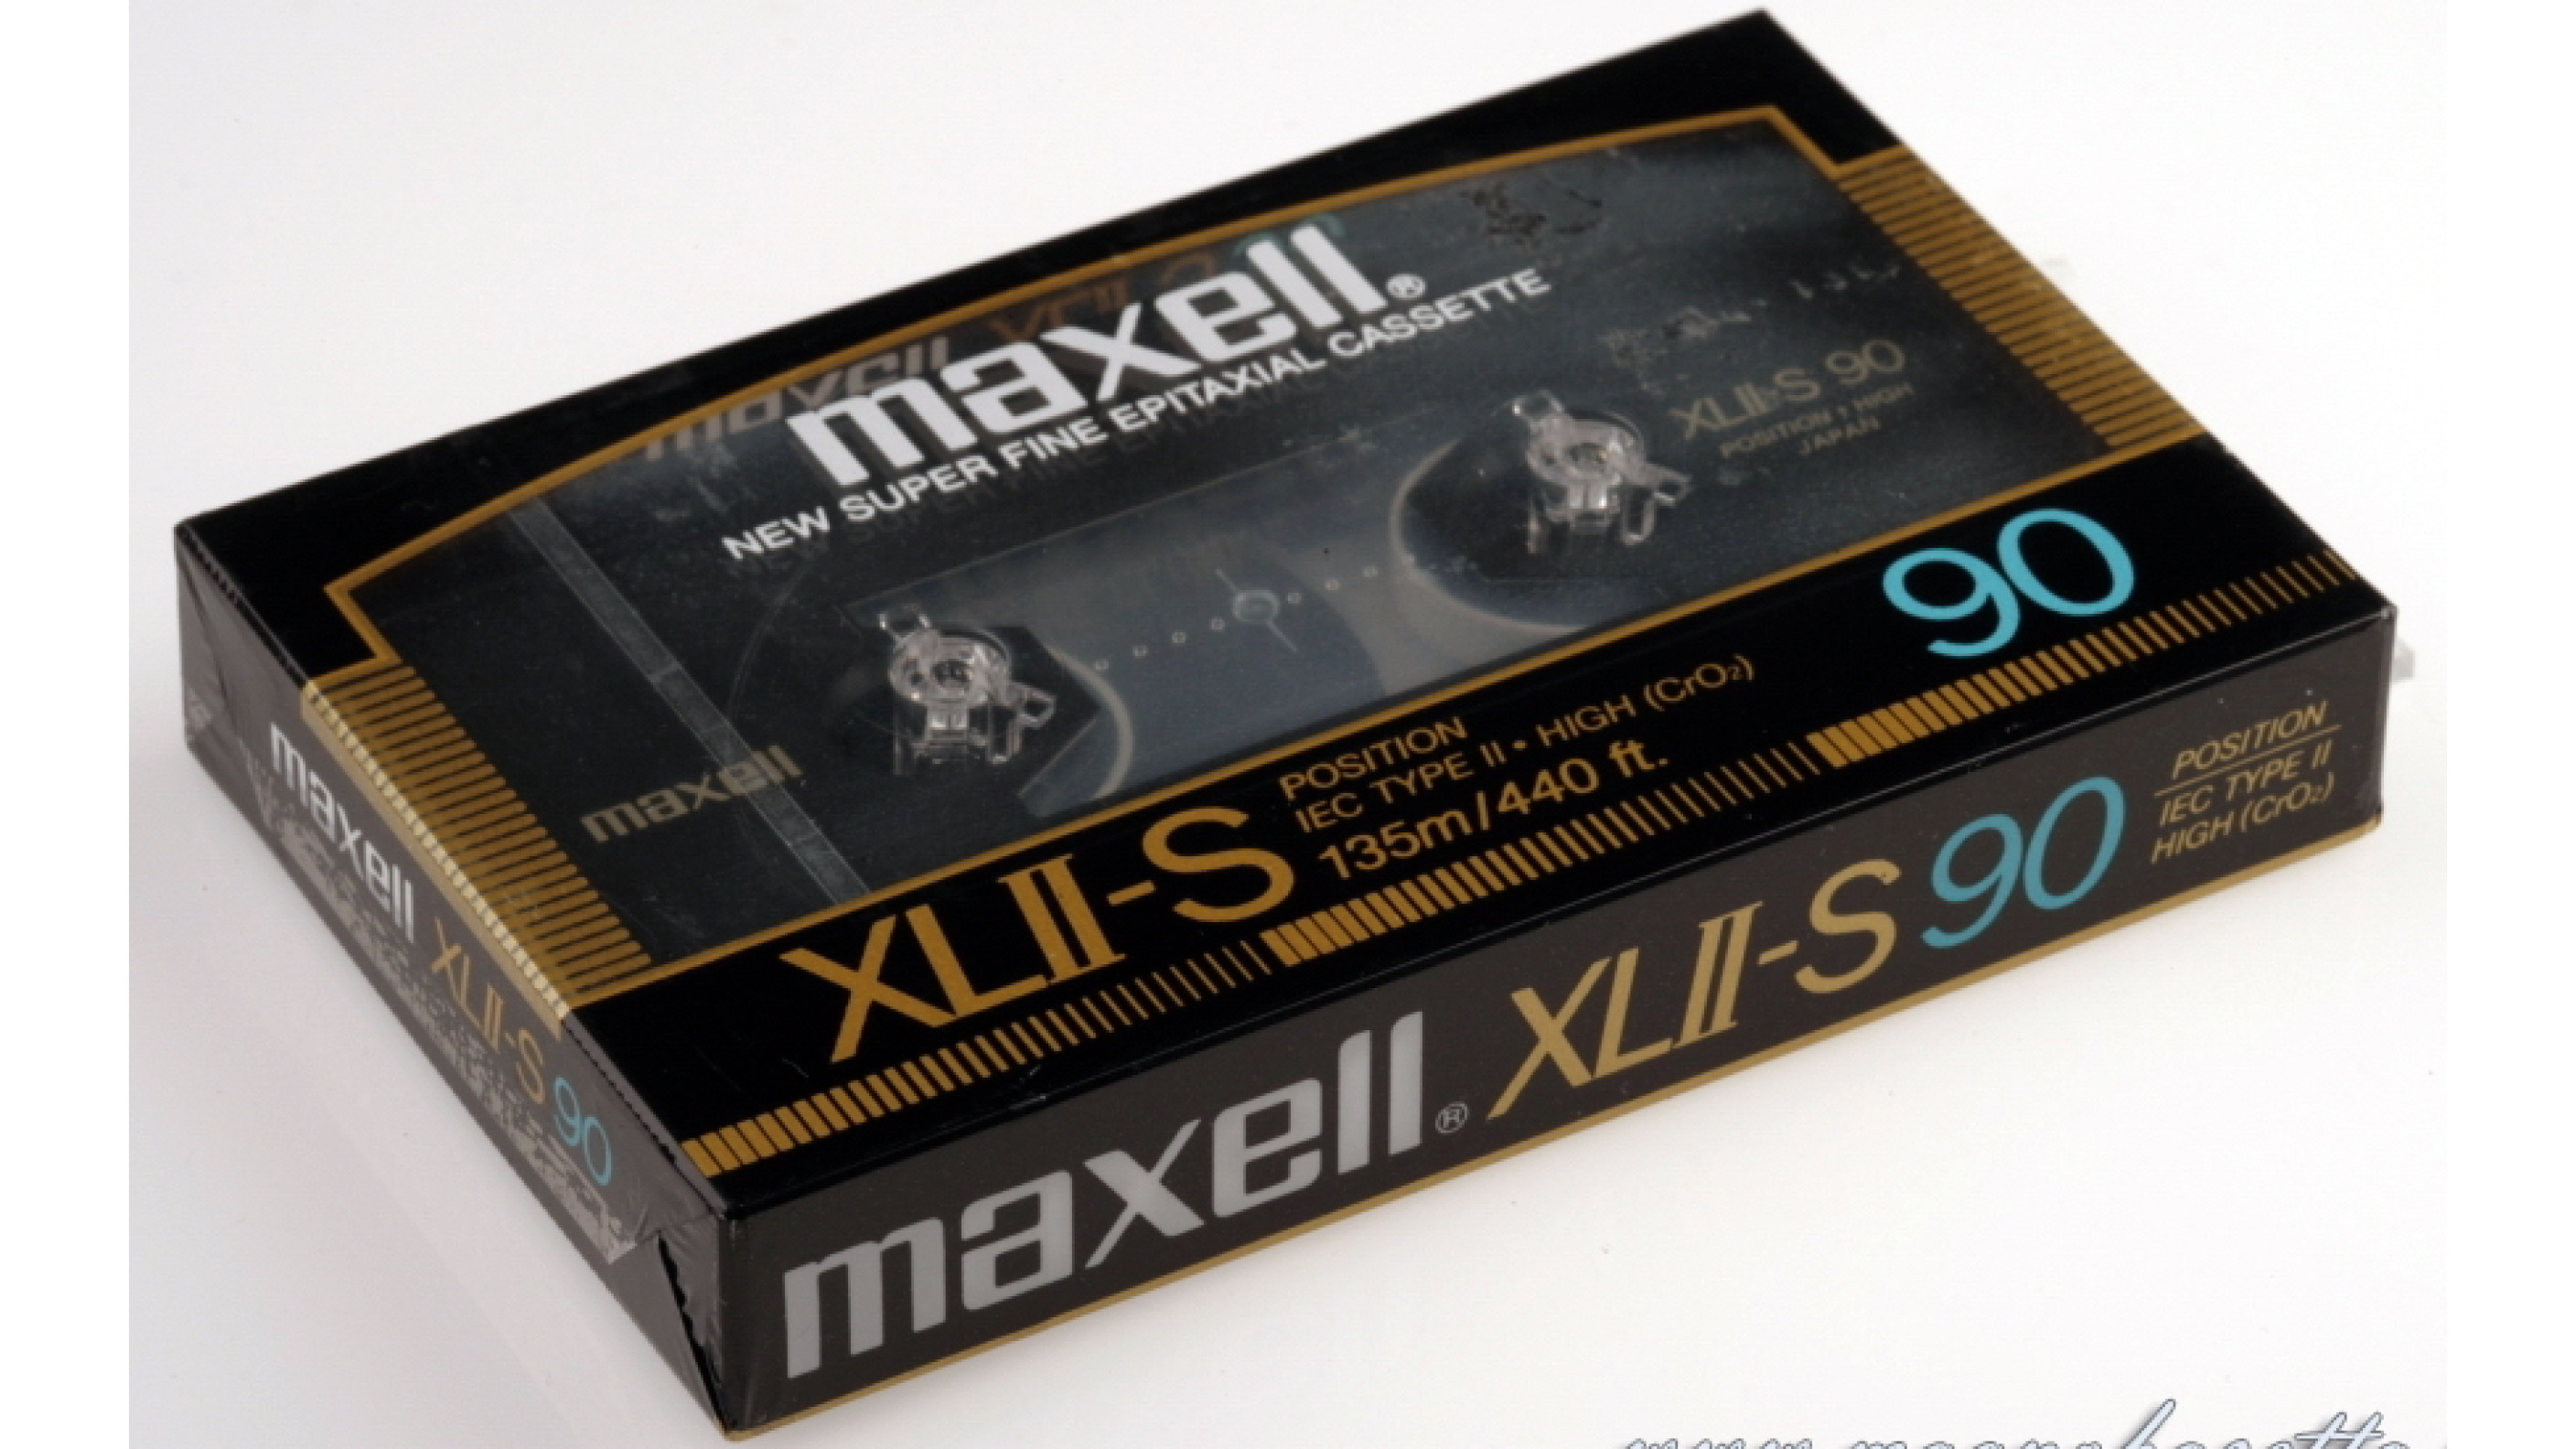 maxell®
NEW SUPER FINE EPITAXIAL CASSETTE
XLII-S 90
POSITION • HIGH
JAPAN
maxell
XLII-S
POSITION
IEC TYPE II • HIGH (CrO₂)
135m/440 ft.
90
maxell XLII-S 90
maxell® XLII-S 90
POSITION
IEC TYPE II
HIGH (CrO₂)